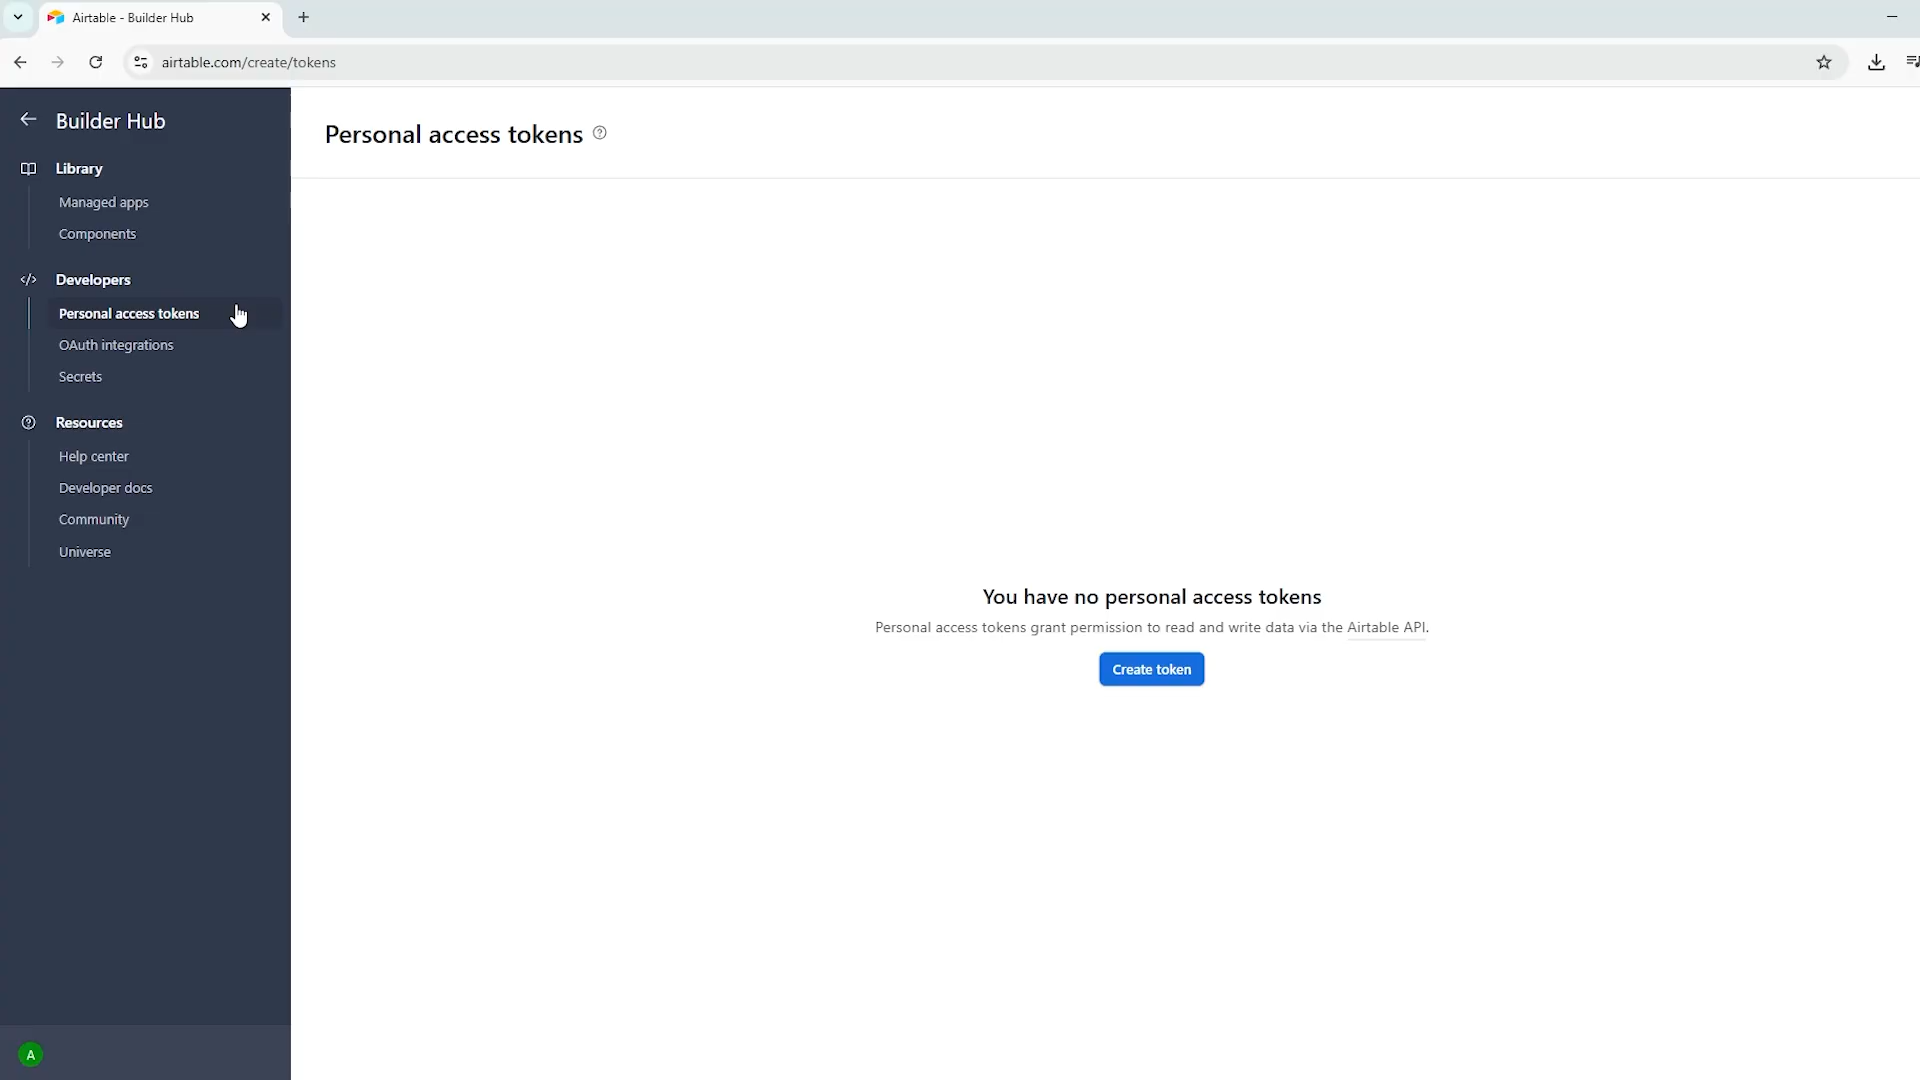 Airtable - Builder Hub
airtable.com/create/tokens
Builder Hub
Library
Managed apps
Components
Developers
Personal access tokens
OAuth integrations
Secrets
Resources
Help center
Developer docs
Community
Universe
A
Personal access tokens
You have no personal access tokens
Personal access tokens grant permission to read and write data via the Airtable API.
Create token